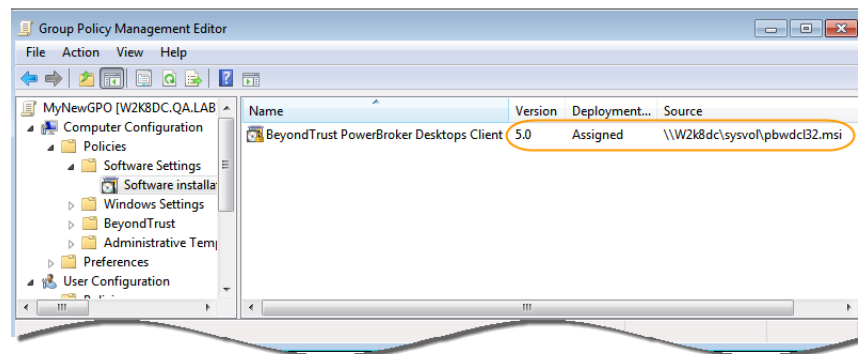 Group Policy Management Editor
File Action View Help
MyNewGPO [W2K8DC.QA.LAB
Computer Configuration
Policies
Software Settings
Software installa
Windows Settings
BeyondTrust
Administrative Tem
Preferences
User Configuration
Name Version Deployment... Source
BeyondTrust PowerBroker Desktops Client 5.0 Assigned \\W2k8dc\sysvol\pbwdcl32.msi